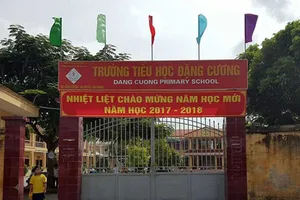 TRƯỜNG TIỂU HỌC ĐẶNG CƯƠNG
DANG CUONG PRIMARY SCHOOL
NHIỆT LIỆT CHÀO MỪNG NĂM HỌC MỚI
NĂM HỌC 2017 - 2018